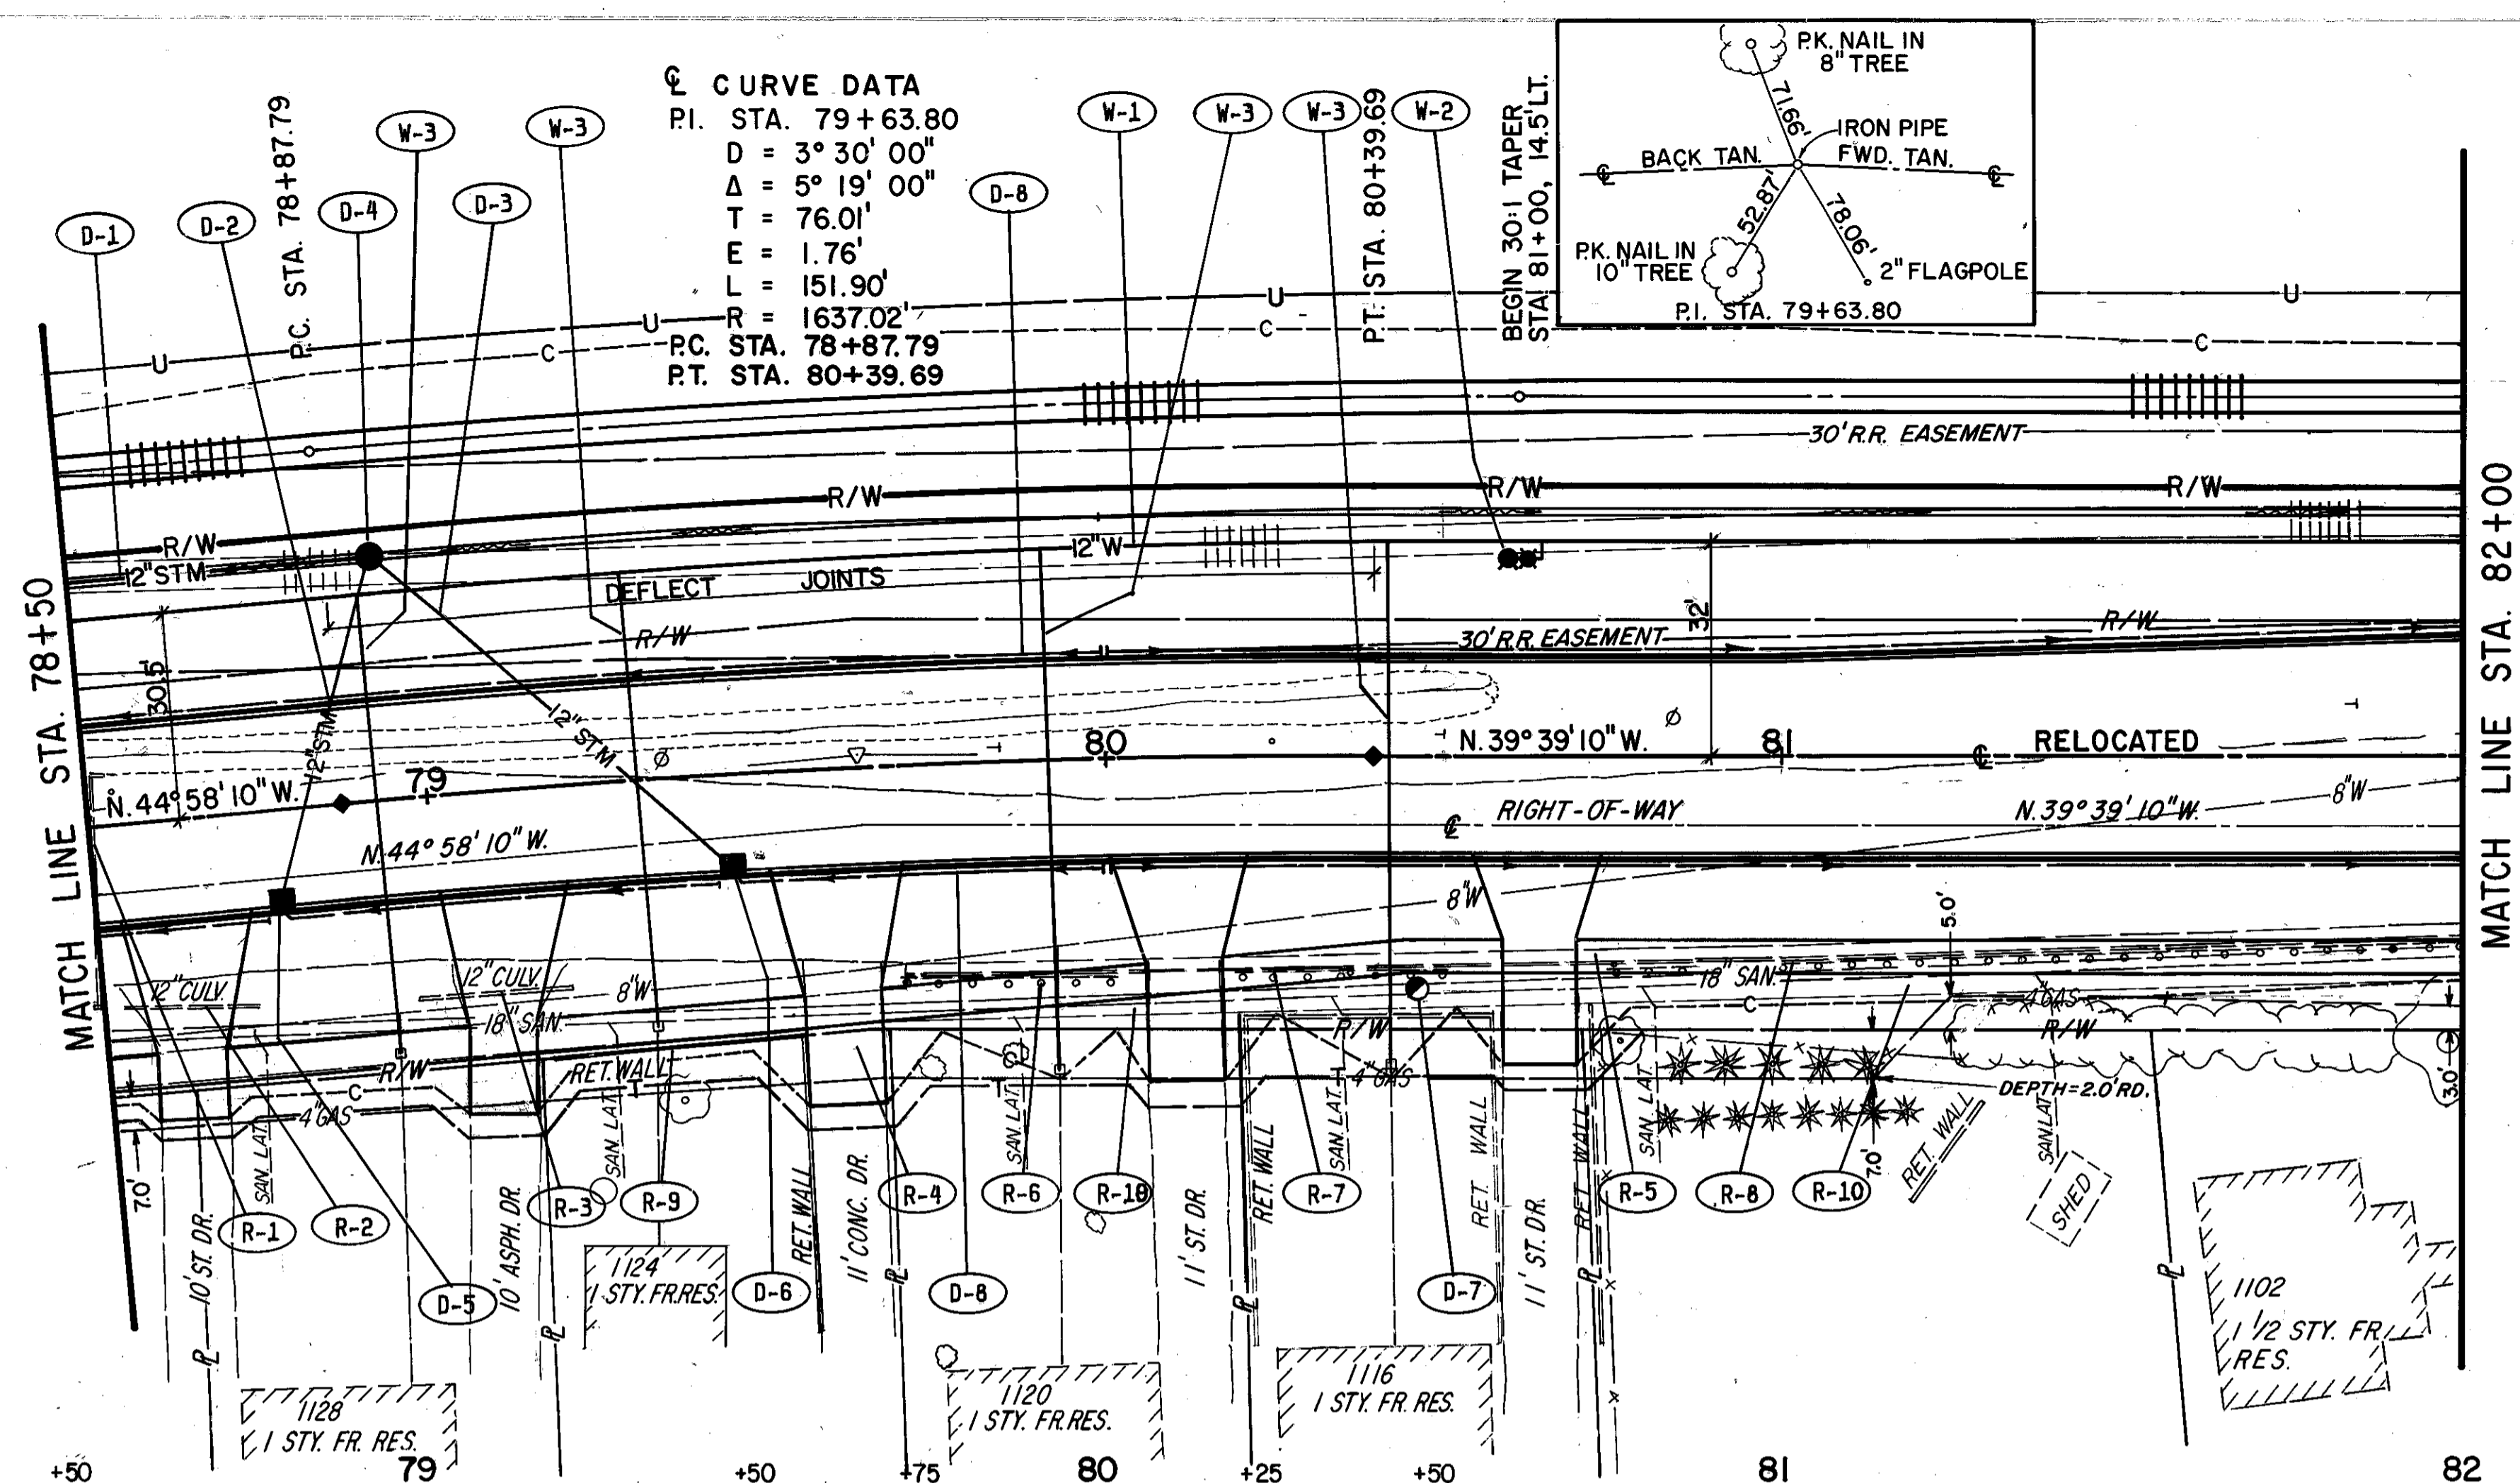 ℄ CURVE DATA
P.I. STA. 79+63.80
D = 3° 30' 00"
Δ = 5° 19' 00"
T = 76.01'
E = 1.76'
L = 151.90'
R = 1637.02'
P.C. STA. 78+87.79
P.T. STA. 80+39.69
P.C. STA. 78+87.79
P.T. STA. 80+39.69
BEGIN 30:1 TAPER
STA. 81+00, 14.5' LT.
P.K. NAIL IN
8" TREE
71.66'
IRON PIPE
BACK TAN.
FWD. TAN.
℄
℄
52.87'
78.06'
P.K. NAIL IN
10" TREE
2" FLAGPOLE
P.I. STA. 79+63.80
D-1
D-2
D-4
W-3
D-3
W-3
D-8
W-1
W-3
W-3
W-2
U
U
U
U
C
C
C
30' R.R. EASEMENT
R/W
R/W
R/W
R/W
12" STM
12" W
DEFLECT JOINTS
R/W
30' R.R. EASEMENT
R/W
32'
30.5'
12" STM
12" STM
MATCH LINE STA. 78+50
MATCH LINE STA. 82+00
N. 44° 58' 10" W.
79
80
N. 39° 39' 10" W.
81
℄ RELOCATED
N. 44° 58' 10" W.
℄ RIGHT-OF-WAY
N. 39° 39' 10" W.
8" W
8" W
5.0'
12" CULV.
12" CULV.
8" W
18" SAN.
18" SAN.
C
4" GAS
R/W
RET. WALL
R/W
R/W
C
4" GAS
T
T
T
4" GAS
DEPTH=2.0' RD.
3.0'
7.0'
7.0'
SAN. LAT.
SAN. LAT.
SAN. LAT.
SAN. LAT.
SAN. LAT.
SAN. LAT.
R-1
R-2
R-3
R-9
R-4
R-6
R-10
R-7
R-5
R-8
R-10
D-5
D-6
D-8
D-7
10' ST. DR.
10' ASPH. DR.
RET. WALL
11' CONC. DR.
11' ST. DR.
RET. WALL
RET. WALL
11' ST. DR.
RET. WALL
RET. WALL
SHED
1128
1 STY. FR. RES.
1124
1 STY. FR. RES.
1120
1 STY. FR. RES.
1116
1 STY. FR. RES.
1102
1 1/2 STY. FR.
RES.
+50
79
+50
+75
80
+25
+50
81
82